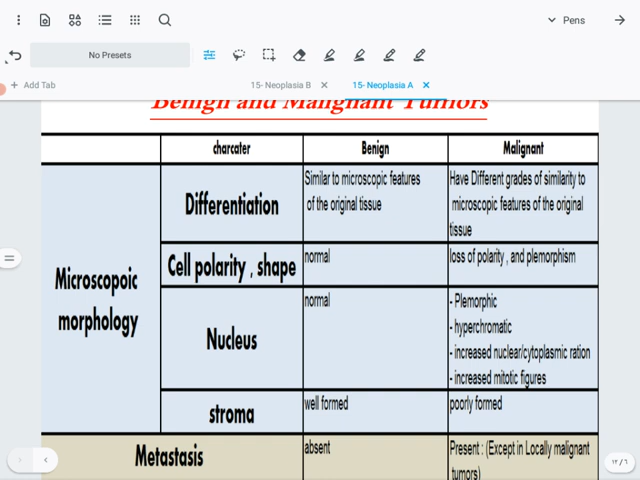 Pens
No Presets
Add Tab
15- Neoplasia B
15- Neoplasia A
Benign and Malignant Tumors
charcater
Benign
Malignant
Microscopoic
morphology
Differentiation
Similar to microscopic features
of the original tissue
Have Different grades of similarity to
microscopic features of the original
tissue
Cell polarity , shape
normal
loss of polarity , and plemorphism
Nucleus
normal
- Plemorphic
- hyperchromatic
- increased nuclear/cytoplasmic ration
- increased mitotic figures
stroma
well formed
poorly formed
Metastasis
absent
Present : (Except in Locally malignant
tumors)
١٢/٦